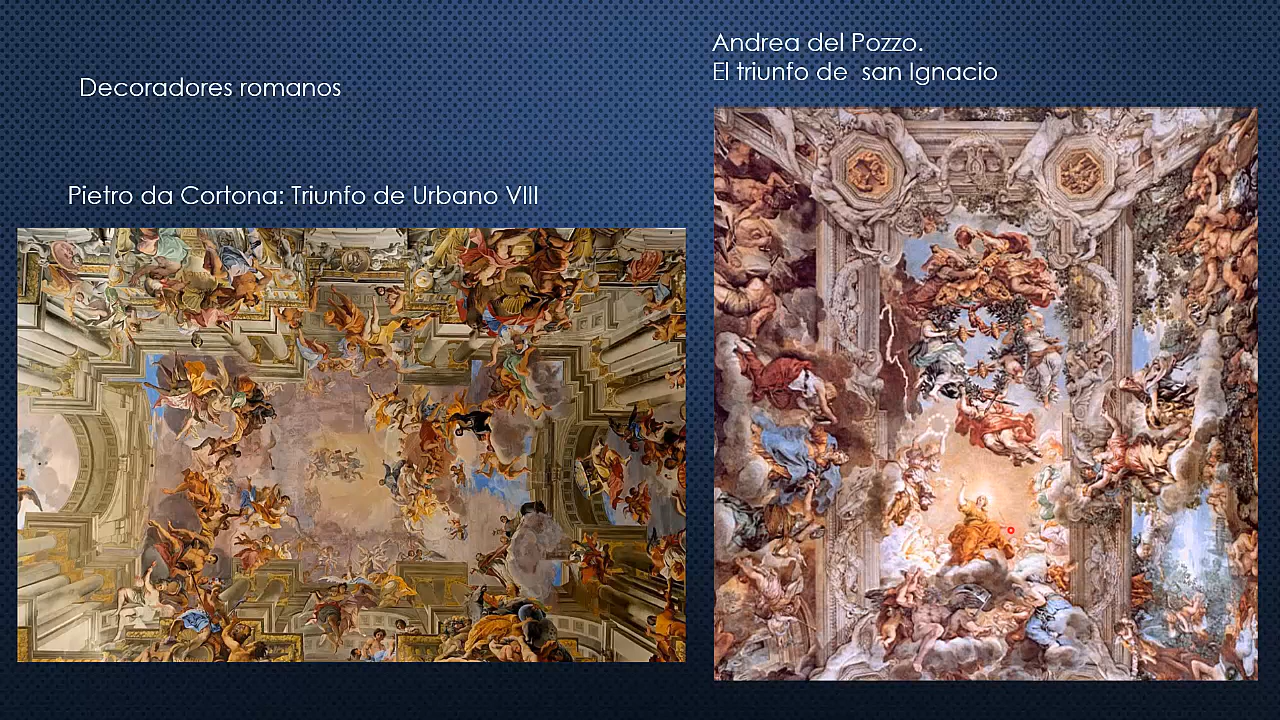 Decoradores romanos
Pietro da Cortona: Triunfo de Urbano VIII
Andrea del Pozzo.
El triunfo de san Ignacio